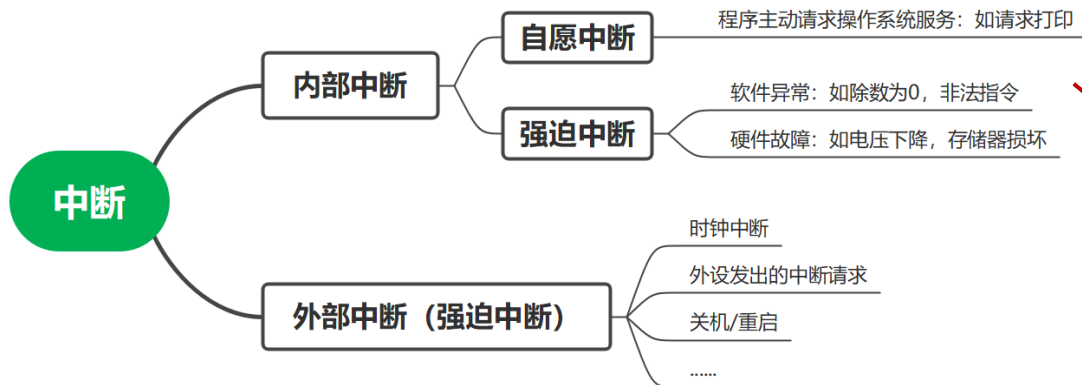 中断
内部中断
自愿中断
程序主动请求操作系统服务：如请求打印
强迫中断
软件异常：如除数为0，非法指令
硬件故障：如电压下降，存储器损坏
外部中断（强迫中断）
时钟中断
外设发出的中断请求
关机/重启
......